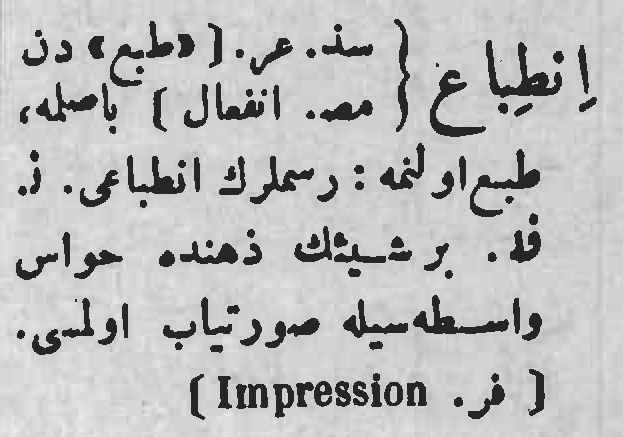 اِنطِباع { سذ. عر. [ «طبع» دن
مصـ. انفعال ] باصلمه،
طبع اولنمه : رسملرك انطباعی. ذ.
فه. بر شیئك ذهنده حواس
واسطه‌سیله صورتیاب اولمسی.
[ فر. Impression ]